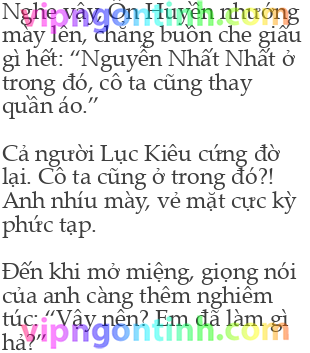 Nghe vậy, Ôn Huyền nhướng
mày lên, chẳng buồn che giấu
gì hết: “Nguyễn Nhất Nhất ở
trong đó, cô ta cũng thay
quần áo.”
Cả người Lục Kiêu cứng đờ
lại. Cô ta cũng ở trong đó?!
Anh nhíu mày, vẻ mặt cực kỳ
phức tạp.
Đến khi mở miệng, giọng nói
của anh càng thêm nghiêm
túc: “Vậy nên? Em đã làm gì
hả?”
vipngontinh.com
vipngontinh.com